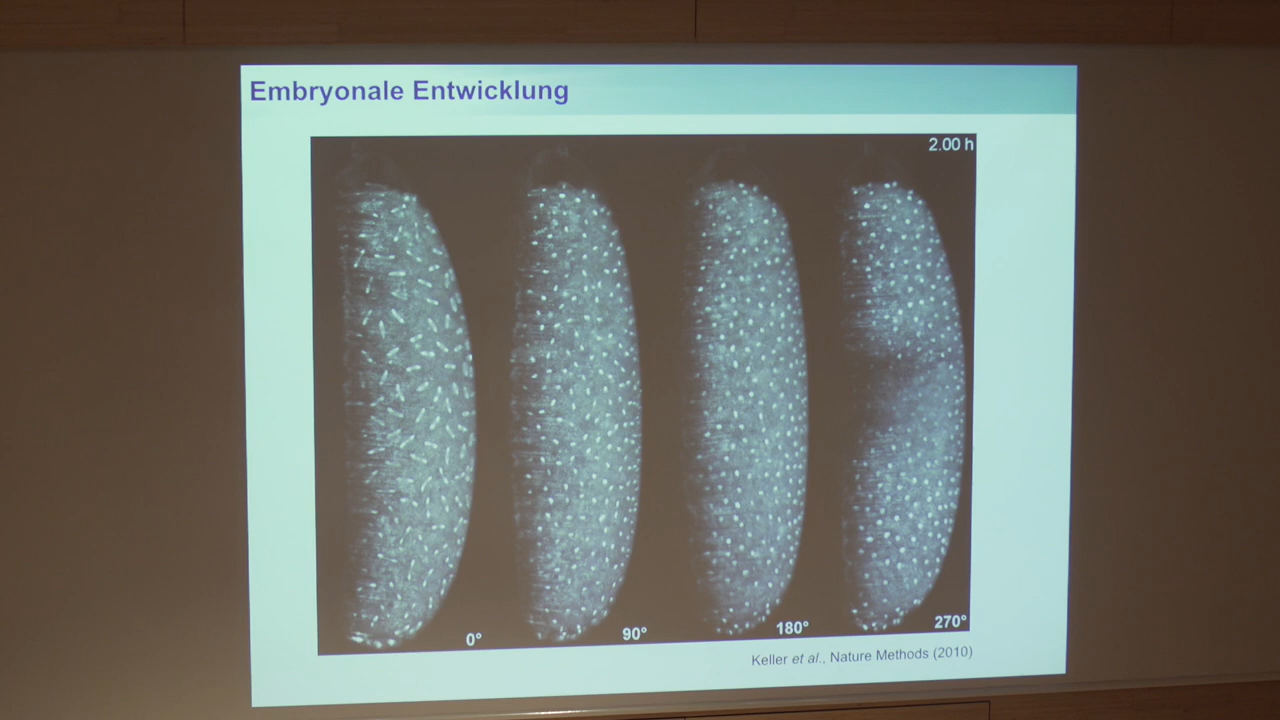 Embryonale Entwicklung
2.00 h
0°
90°
180°
270°
Keller et al., Nature Methods (2010)